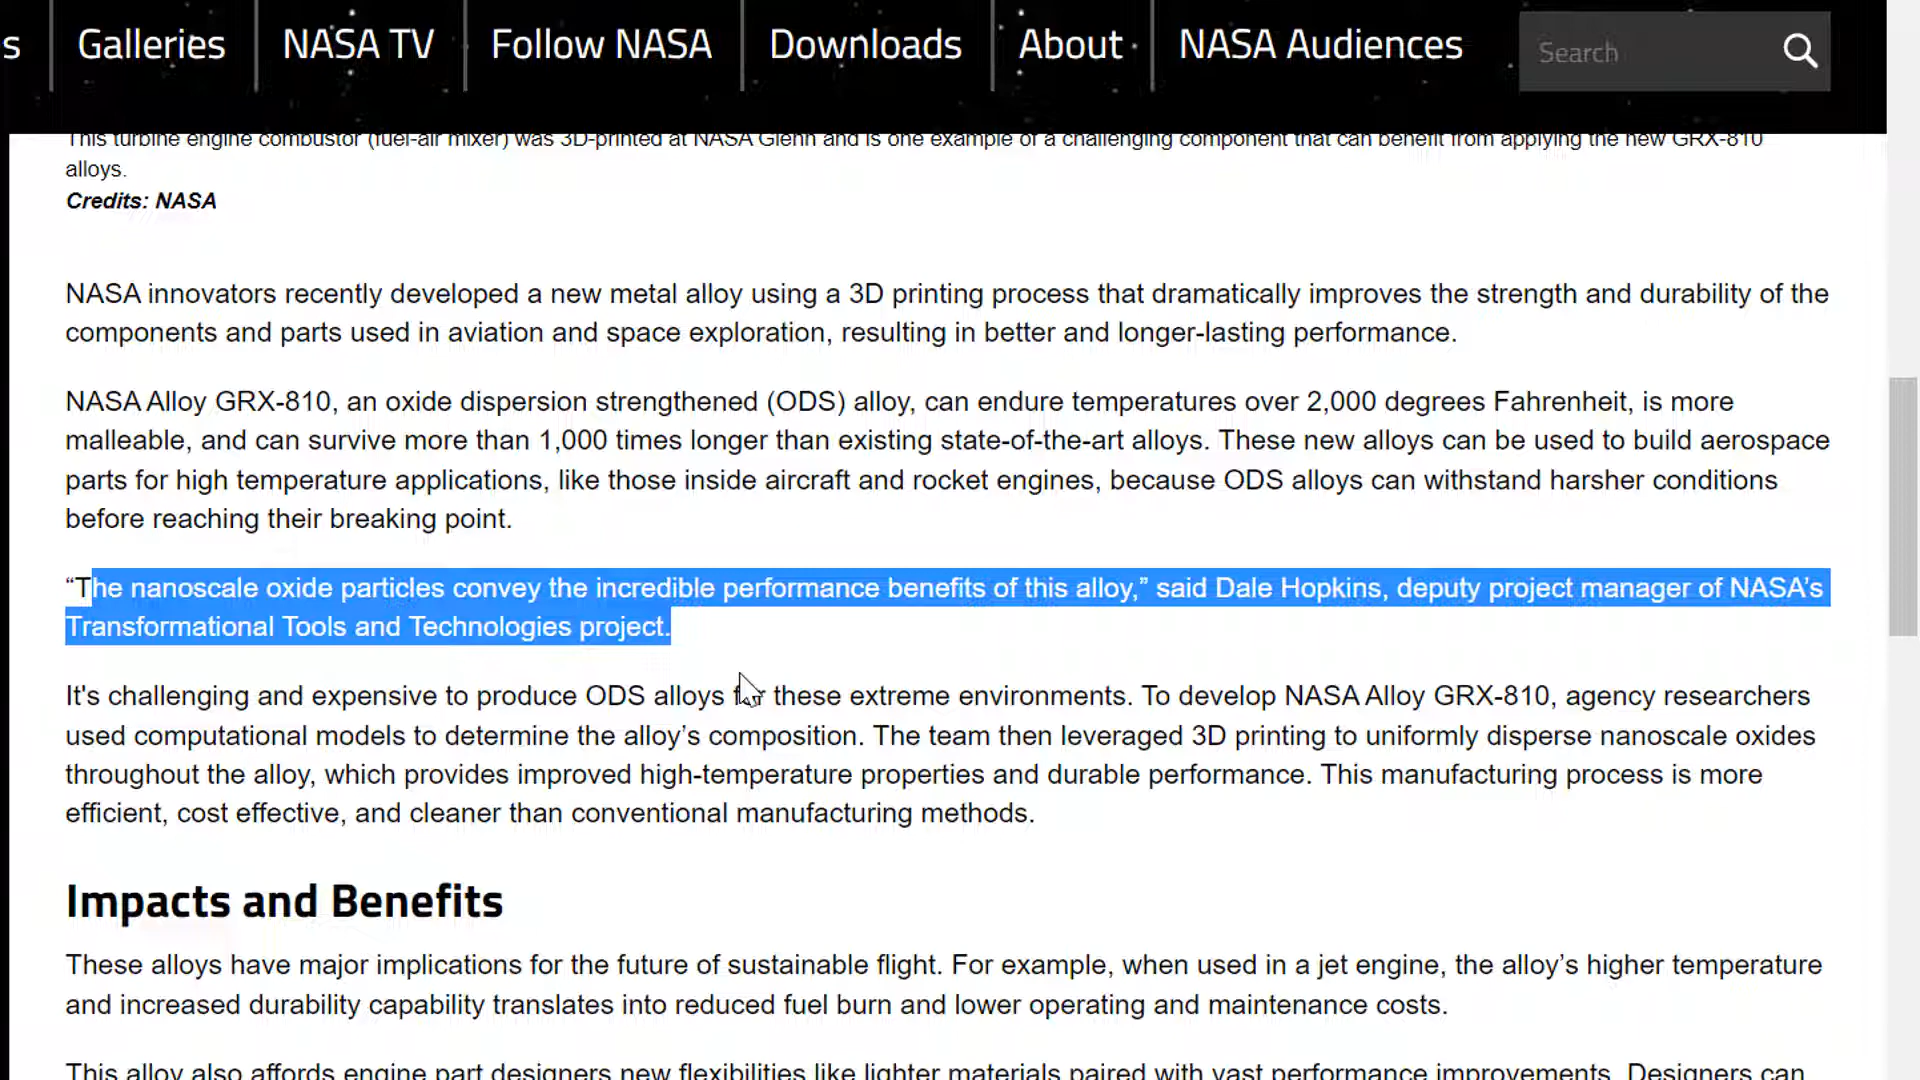 s Galleries NASA TV Follow NASA Downloads About NASA Audiences Search
This turbine engine combustor (fuel-air mixer) was 3D-printed at NASA Glenn and is one example of a challenging component that can benefit from applying the new GRX-810
alloys.
Credits: NASA
NASA innovators recently developed a new metal alloy using a 3D printing process that dramatically improves the strength and durability of the
components and parts used in aviation and space exploration, resulting in better and longer-lasting performance.
NASA Alloy GRX-810, an oxide dispersion strengthened (ODS) alloy, can endure temperatures over 2,000 degrees Fahrenheit, is more
malleable, and can survive more than 1,000 times longer than existing state-of-the-art alloys. These new alloys can be used to build aerospace
parts for high temperature applications, like those inside aircraft and rocket engines, because ODS alloys can withstand harsher conditions
before reaching their breaking point.
“The nanoscale oxide particles convey the incredible performance benefits of this alloy,” said Dale Hopkins, deputy project manager of NASA’s
Transformational Tools and Technologies project.
It's challenging and expensive to produce ODS alloys for these extreme environments. To develop NASA Alloy GRX-810, agency researchers
used computational models to determine the alloy’s composition. The team then leveraged 3D printing to uniformly disperse nanoscale oxides
throughout the alloy, which provides improved high-temperature properties and durable performance. This manufacturing process is more
efficient, cost effective, and cleaner than conventional manufacturing methods.
Impacts and Benefits
These alloys have major implications for the future of sustainable flight. For example, when used in a jet engine, the alloy’s higher temperature
and increased durability capability translates into reduced fuel burn and lower operating and maintenance costs.
This alloy also affords engine part designers new flexibilities like lighter materials paired with vast performance improvements. Designers can